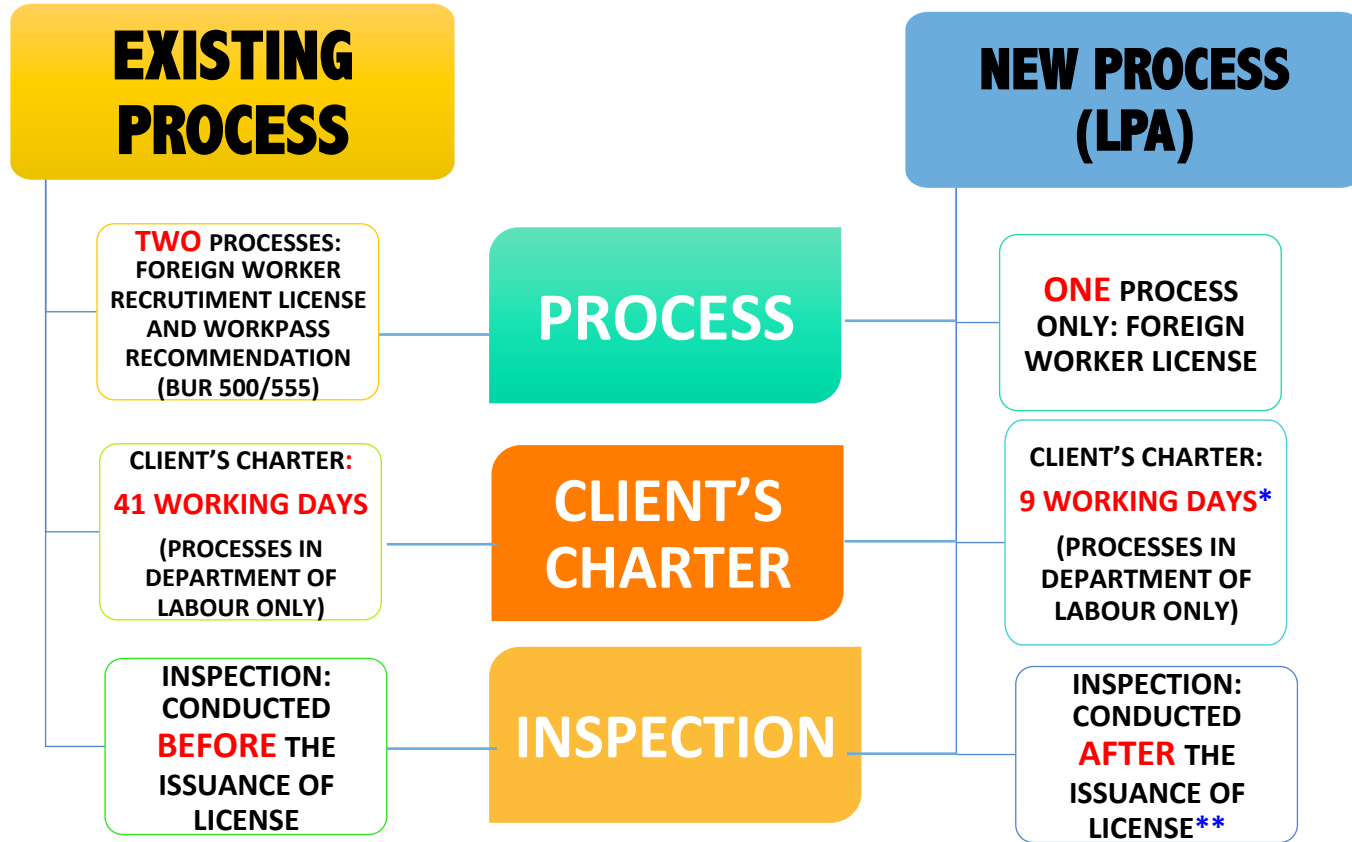 EXISTING
PROCESS
NEW PROCESS
(LPA)
TWO PROCESSES:
FOREIGN WORKER
RECRUTIMENT LICENSE
AND WORKPASS
RECOMMENDATION
(BUR 500/555)
PROCESS
ONE PROCESS
ONLY: FOREIGN
WORKER LICENSE
CLIENT’S CHARTER:
41 WORKING DAYS
(PROCESSES IN
DEPARTMENT OF
LABOUR ONLY)
CLIENT’S
CHARTER
CLIENT’S CHARTER:
9 WORKING DAYS*
(PROCESSES IN
DEPARTMENT OF
LABOUR ONLY)
INSPECTION:
CONDUCTED
BEFORE THE
ISSUANCE OF
LICENSE
INSPECTION
INSPECTION:
CONDUCTED
AFTER THE
ISSUANCE OF
LICENSE**